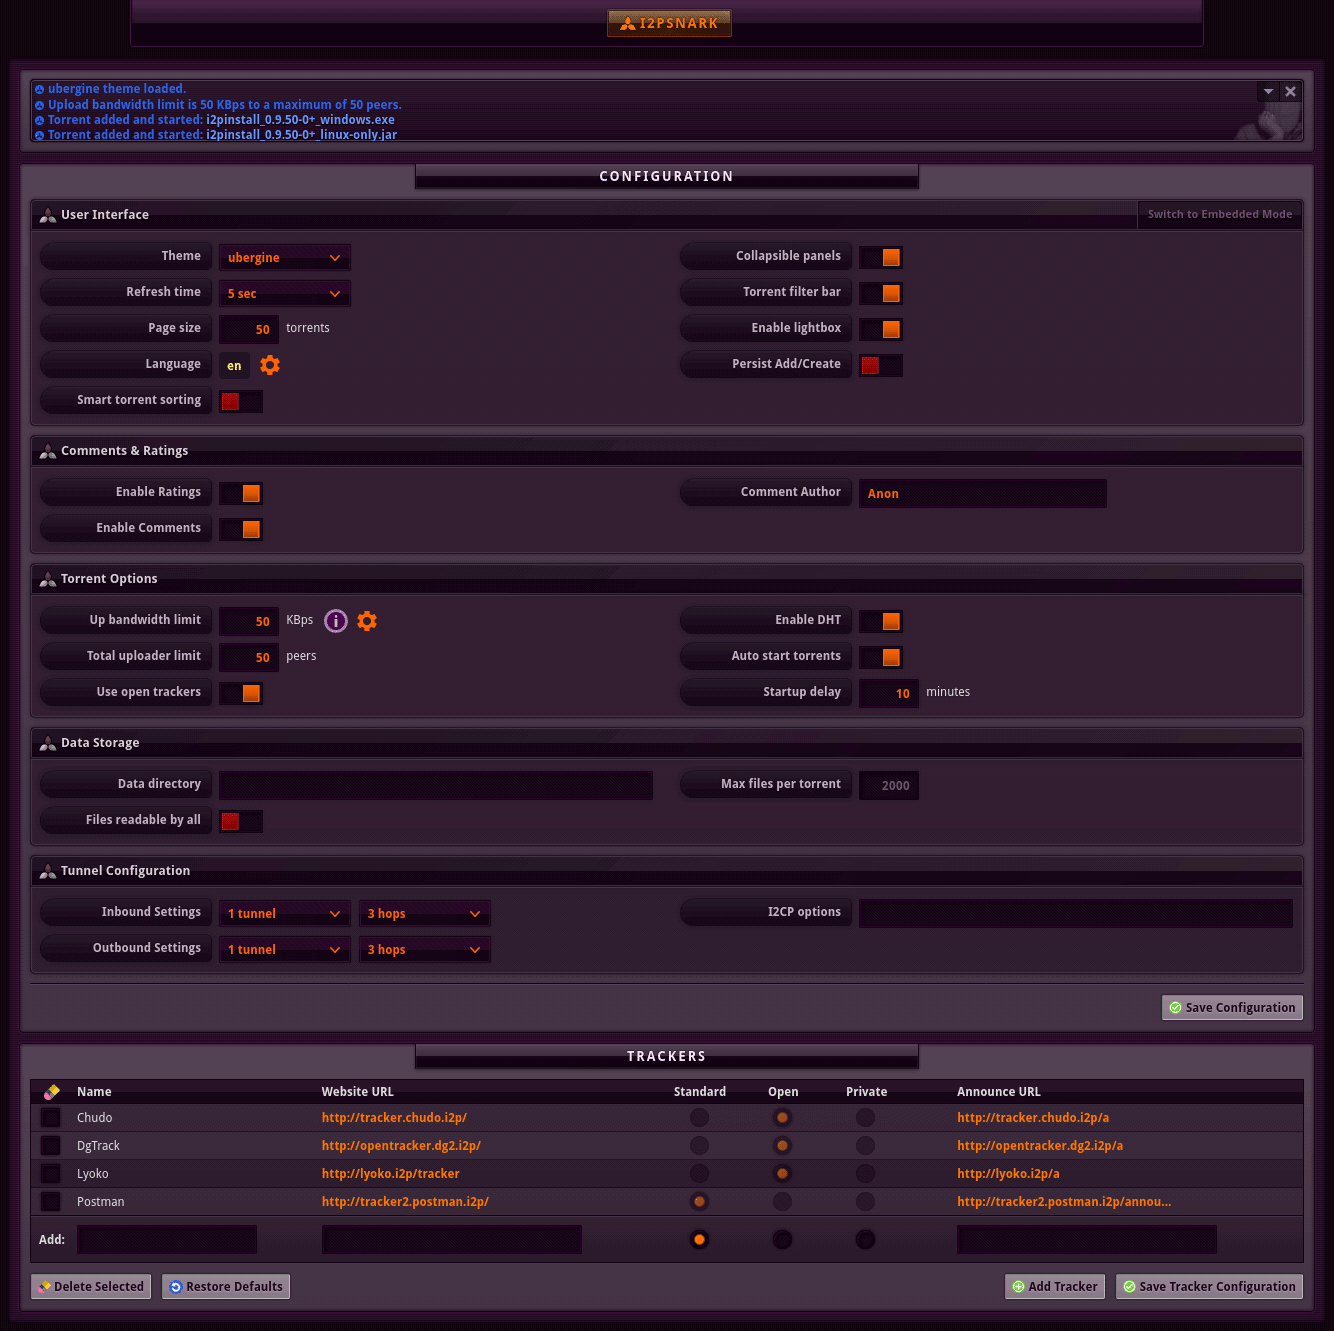 I2PSNARK
ubergine theme loaded.
Upload bandwidth limit is 50 KBps to a maximum of 50 peers.
Torrent added and started: i2pinstall_0.9.50-0+_windows.exe
Torrent added and started: i2pinstall_0.9.50-0+_linux-only.jar
CONFIGURATION
User Interface Switch to Embedded Mode
Theme ubergine Collapsible panels
Refresh time 5 sec Torrent filter bar
Page size 50 torrents Enable lightbox
Language en Persist Add/Create
Smart torrent sorting
Comments & Ratings
Enable Ratings Comment Author Anon
Enable Comments
Torrent Options
Up bandwidth limit 50 KBps i Enable DHT
Total uploader limit 50 peers Auto start torrents
Use open trackers Startup delay 10 minutes
Data Storage
Data directory Max files per torrent 2000
Files readable by all
Tunnel Configuration
Inbound Settings 1 tunnel 3 hops I2CP options
Outbound Settings 1 tunnel 3 hops
Save Configuration
TRACKERS
Name Website URL Standard Open Private Announce URL
Chudo http://tracker.chudo.i2p/ http://tracker.chudo.i2p/a
DgTrack http://opentracker.dg2.i2p/ http://opentracker.dg2.i2p/a
Lyoko http://lyoko.i2p/tracker http://lyoko.i2p/a
Postman http://tracker2.postman.i2p/ http://tracker2.postman.i2p/annou...
Add:
Delete Selected Restore Defaults Add Tracker Save Tracker Configuration